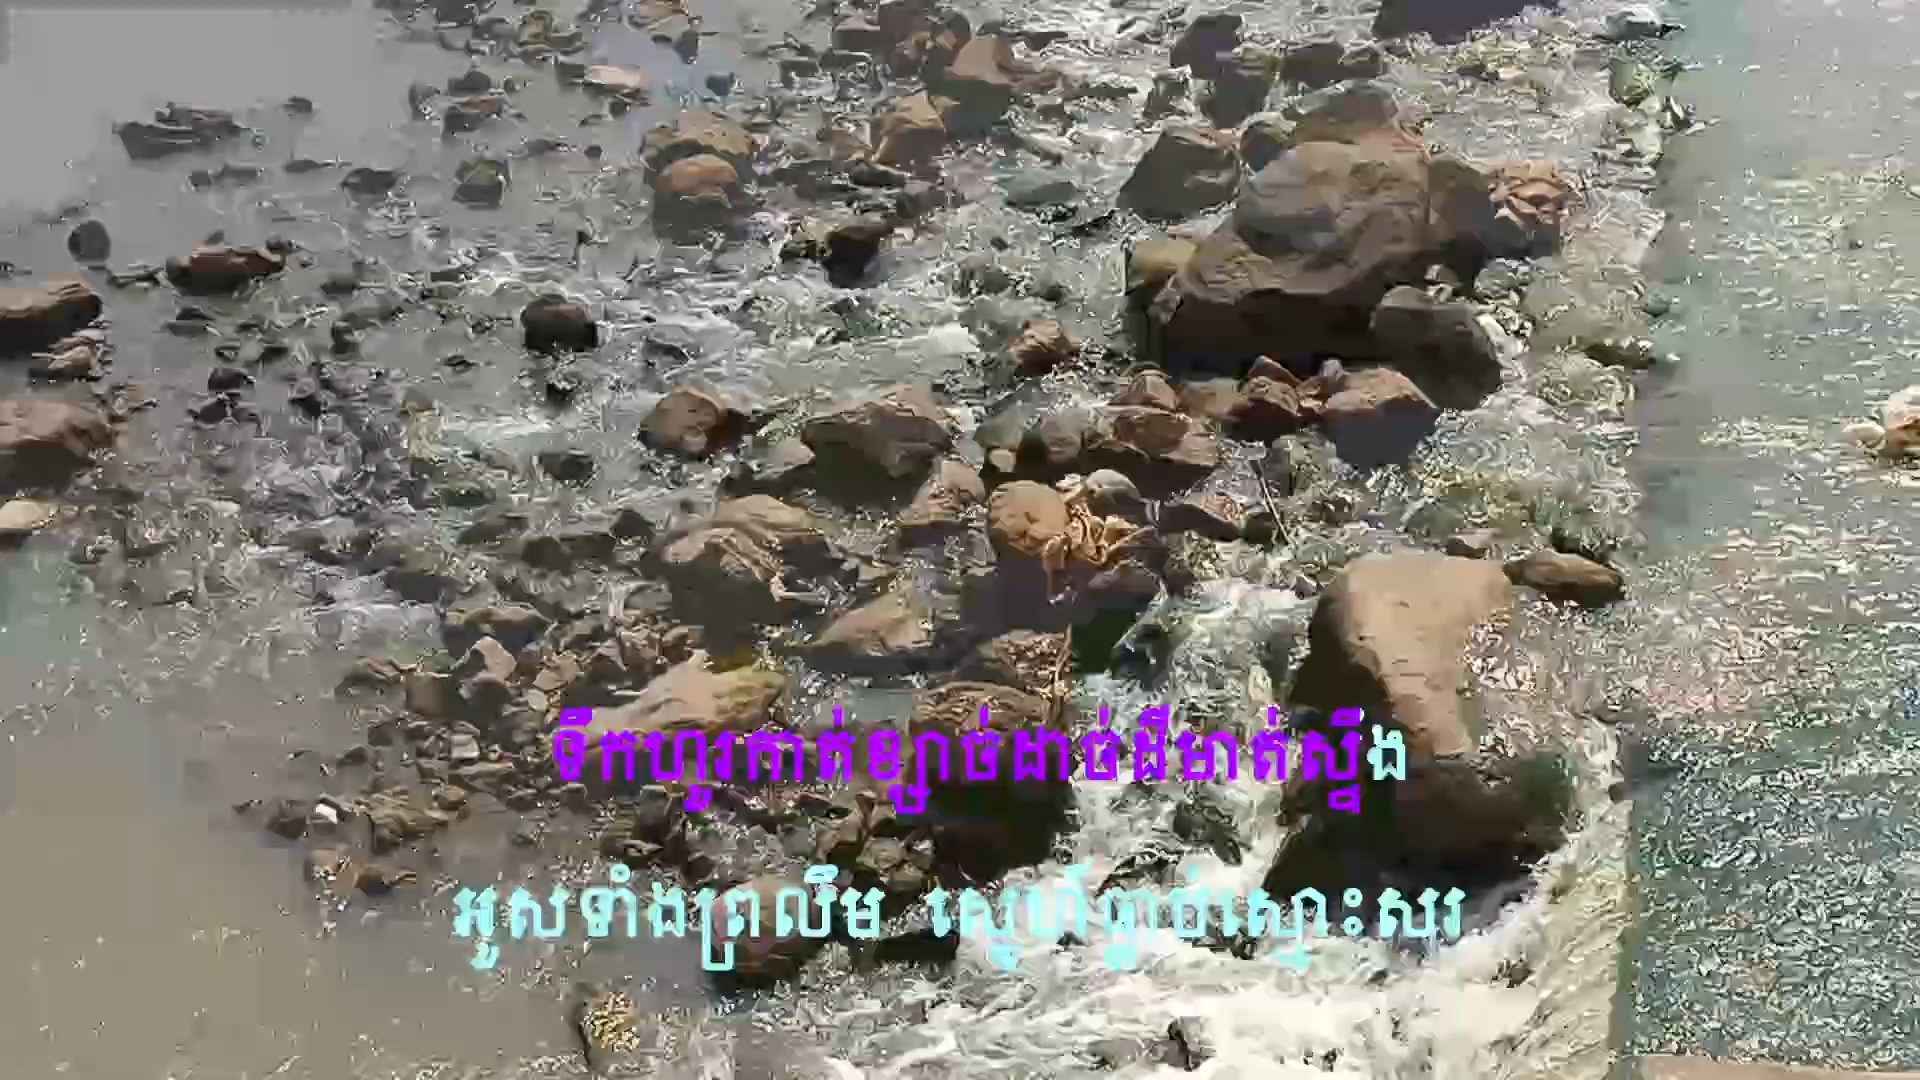 ទឹកហូរកាត់ខ្សាច់ដាច់ដីមាត់ស្ទឹង
អូសទាំងព្រលឹម ស្នេហ៍ធ្លាប់ស្មោះសរ